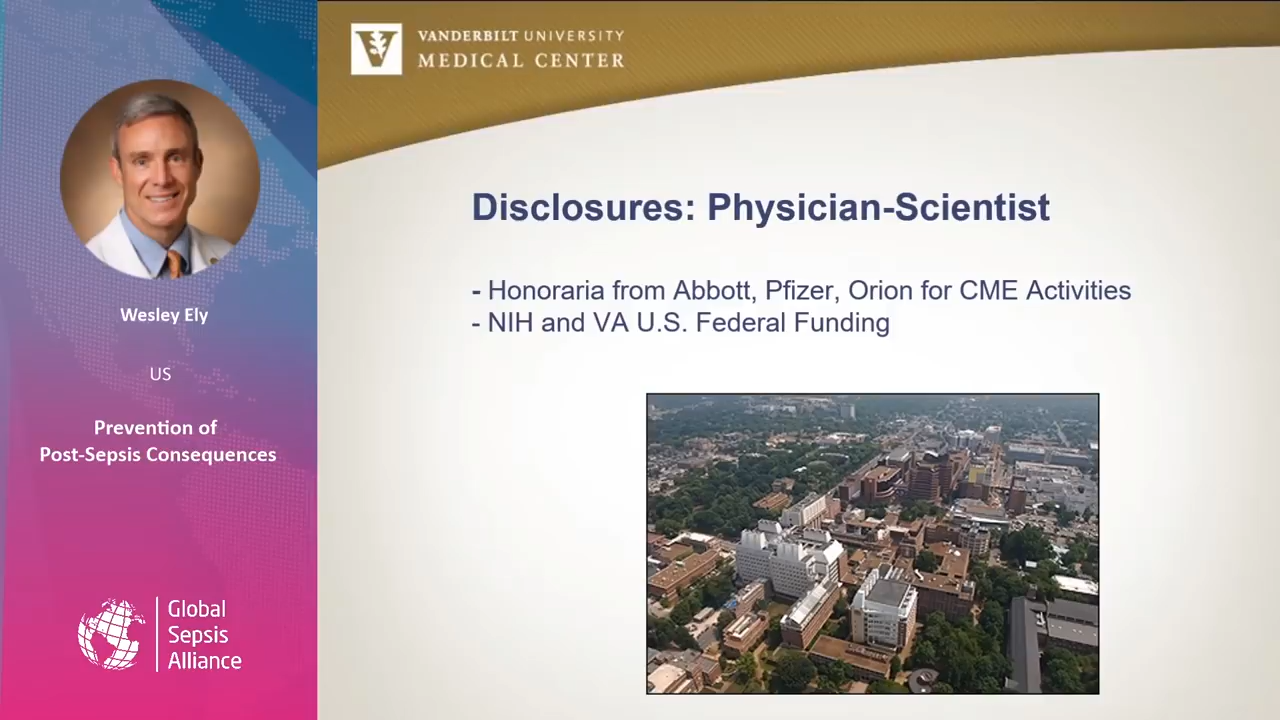 VANDERBILT UNIVERSITY
MEDICAL CENTER
Wesley Ely
US
Prevention of
Post-Sepsis Consequences
Global
Sepsis
Alliance
Disclosures: Physician-Scientist
- Honoraria from Abbott, Pfizer, Orion for CME Activities
- NIH and VA U.S. Federal Funding